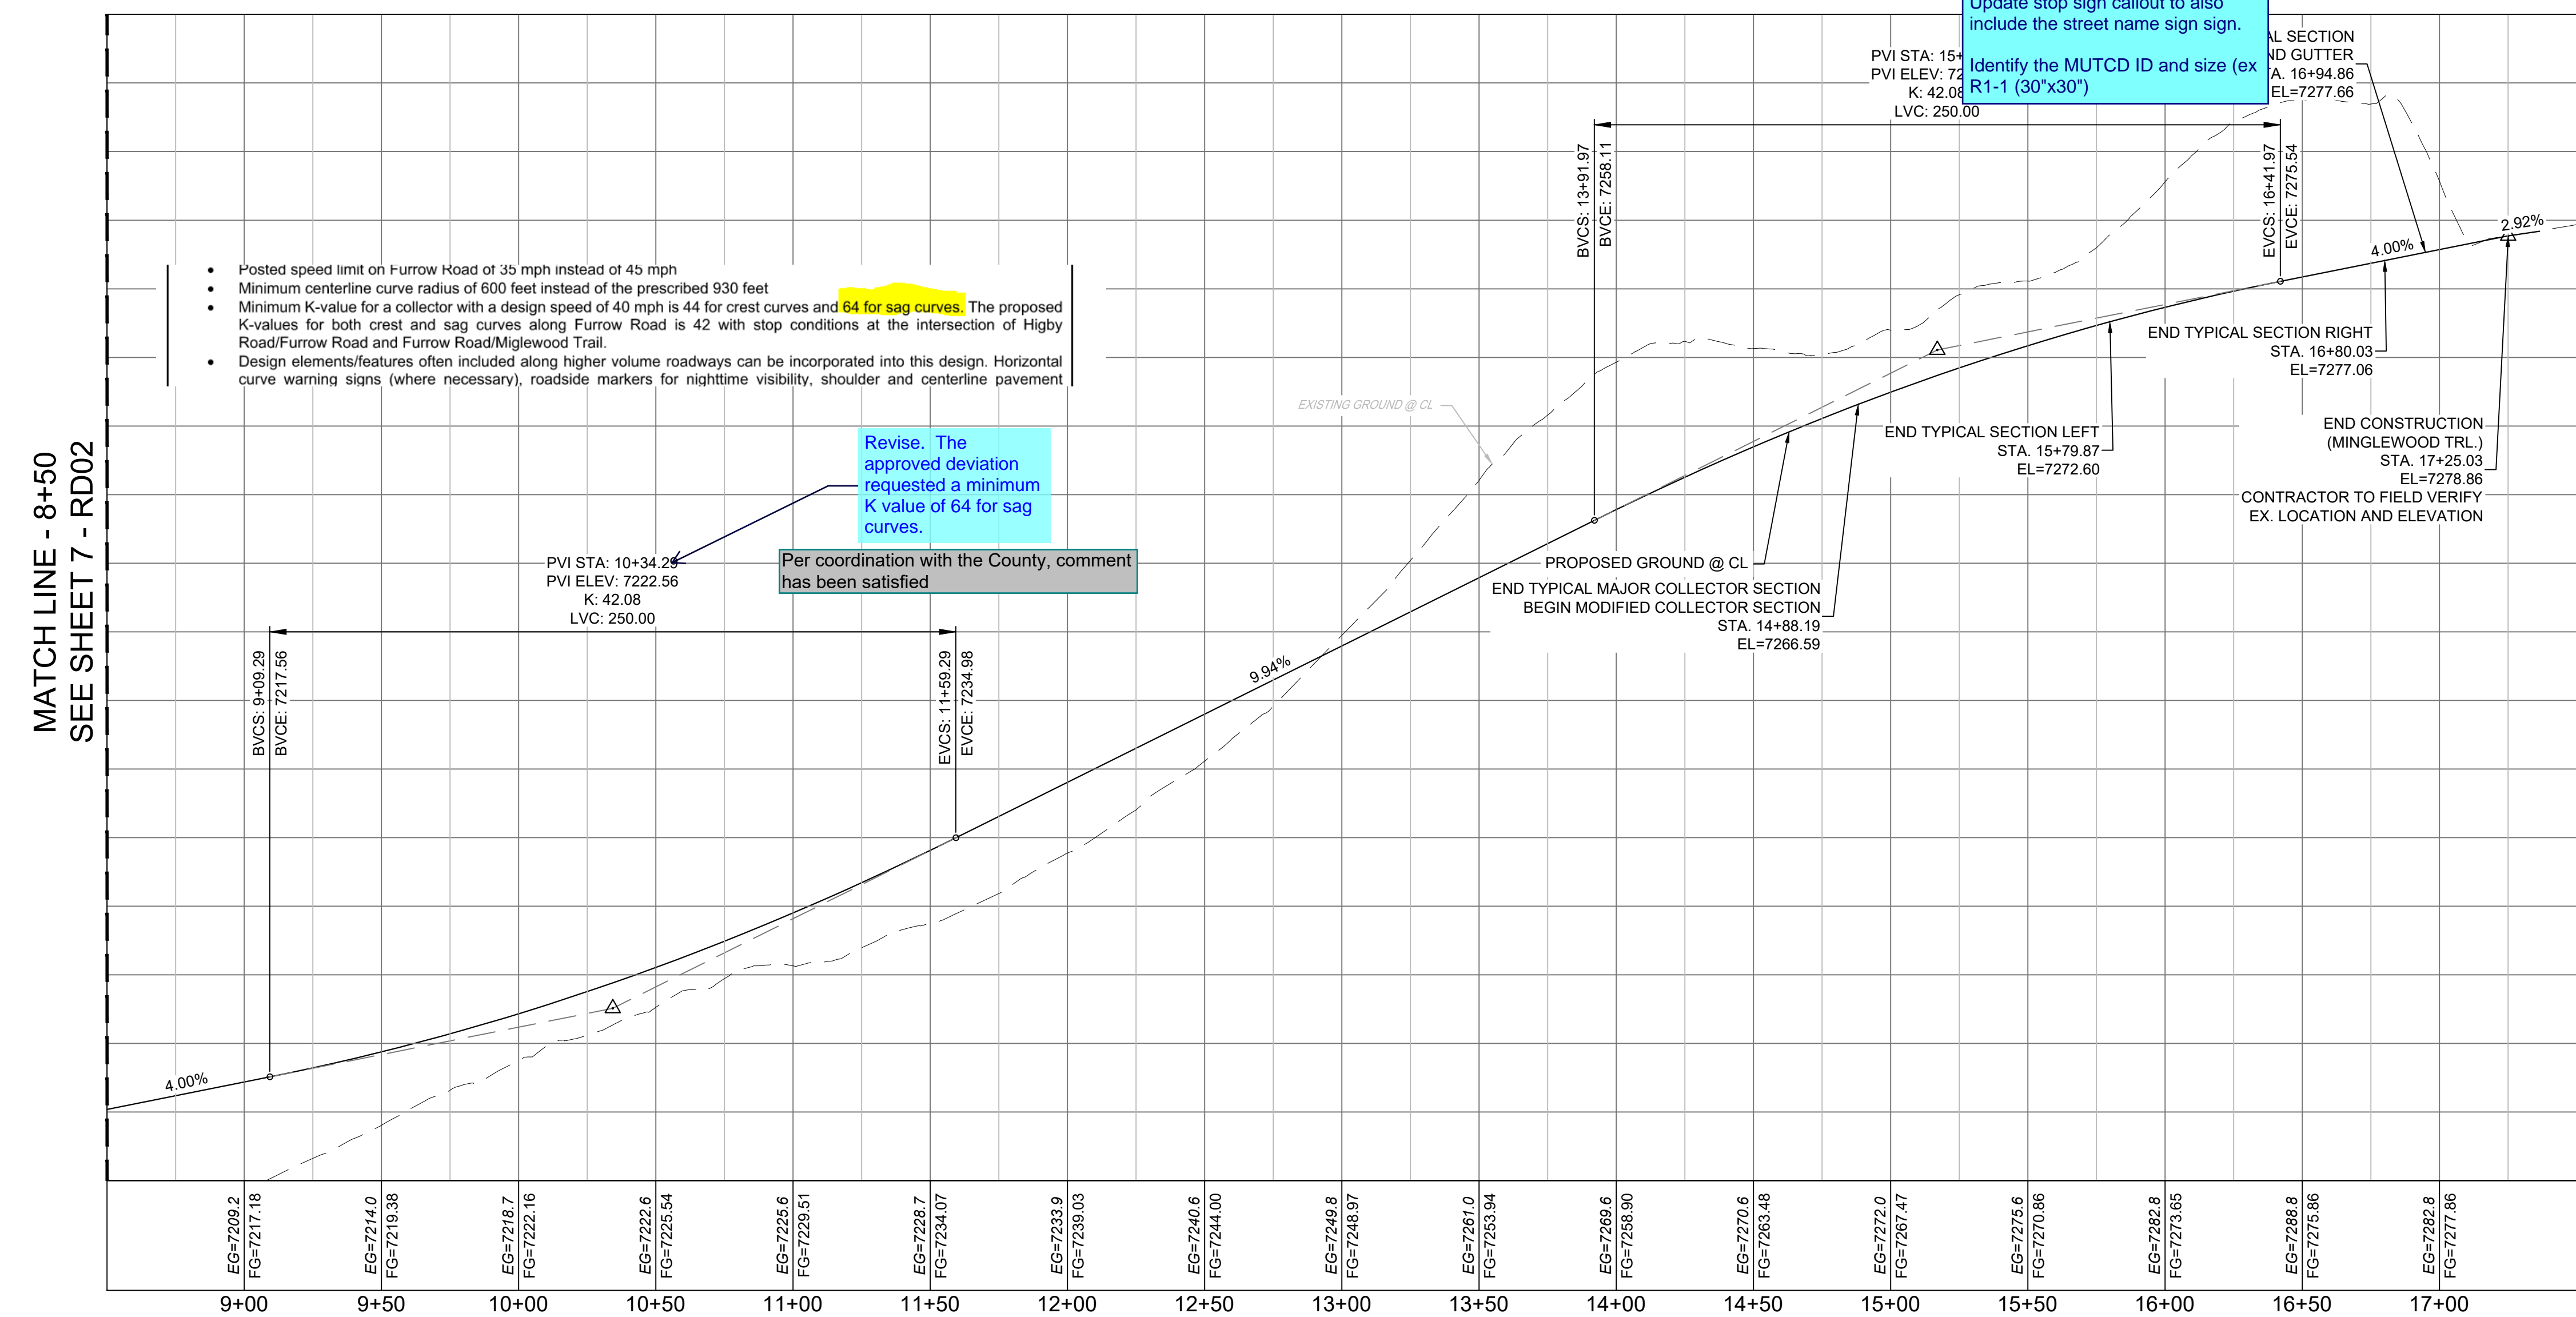 Update stop sign callout to also
include the street name sign sign.
Identify the MUTCD ID and size (ex
R1-1 (30"x30")
PVI STA: 15+
PVI ELEV: 72
K: 42.08
LVC: 250.00
AL SECTION
ND GUTTER
TA. 16+94.86
EL=7277.66
BVCS: 13+91.97
BVCE: 7258.11
EVCS: 16+41.97
EVCE: 7275.54
4.00%
2.92%
• Posted speed limit on Furrow Road of 35 mph instead of 45 mph
• Minimum centerline curve radius of 600 feet instead of the prescribed 930 feet
• Minimum K-value for a collector with a design speed of 40 mph is 44 for crest curves and 64 for sag curves. The proposed
K-values for both crest and sag curves along Furrow Road is 42 with stop conditions at the intersection of Higby
Road/Furrow Road and Furrow Road/Miglewood Trail.
• Design elements/features often included along higher volume roadways can be incorporated into this design. Horizontal
curve warning signs (where necessary), roadside markers for nighttime visibility, shoulder and centerline pavement
EXISTING GROUND @ CL
END TYPICAL SECTION RIGHT
STA. 16+80.03
EL=7277.06
END TYPICAL SECTION LEFT
STA. 15+79.87
EL=7272.60
END CONSTRUCTION
(MINGLEWOOD TRL.)
STA. 17+25.03
EL=7278.86
CONTRACTOR TO FIELD VERIFY
EX. LOCATION AND ELEVATION
MATCH LINE - 8+50
SEE SHEET 7 - RD02
Revise. The
approved deviation
requested a minimum
K value of 64 for sag
curves.
Per coordination with the County, comment
has been satisfied
PVI STA: 10+34.29
PVI ELEV: 7222.56
K: 42.08
LVC: 250.00
PROPOSED GROUND @ CL
END TYPICAL MAJOR COLLECTOR SECTION
BEGIN MODIFIED COLLECTOR SECTION
STA. 14+88.19
EL=7266.59
BVCS: 9+09.29
BVCE: 7217.56
EVCS: 11+59.29
EVCE: 7234.98
9.94%
4.00%
EG=7209.2
FG=7217.18
EG=7214.0
FG=7219.38
EG=7218.7
FG=7222.16
EG=7222.6
FG=7225.54
EG=7225.6
FG=7229.51
EG=7228.7
FG=7234.07
EG=7233.9
FG=7239.03
EG=7240.6
FG=7244.00
EG=7249.8
FG=7248.97
EG=7261.0
FG=7253.94
EG=7269.6
FG=7258.90
EG=7270.6
FG=7263.48
EG=7272.0
FG=7267.47
EG=7275.6
FG=7270.86
EG=7282.8
FG=7273.65
EG=7288.8
FG=7275.86
EG=7282.8
FG=7277.86
9+00
9+50
10+00
10+50
11+00
11+50
12+00
12+50
13+00
13+50
14+00
14+50
15+00
15+50
16+00
16+50
17+00